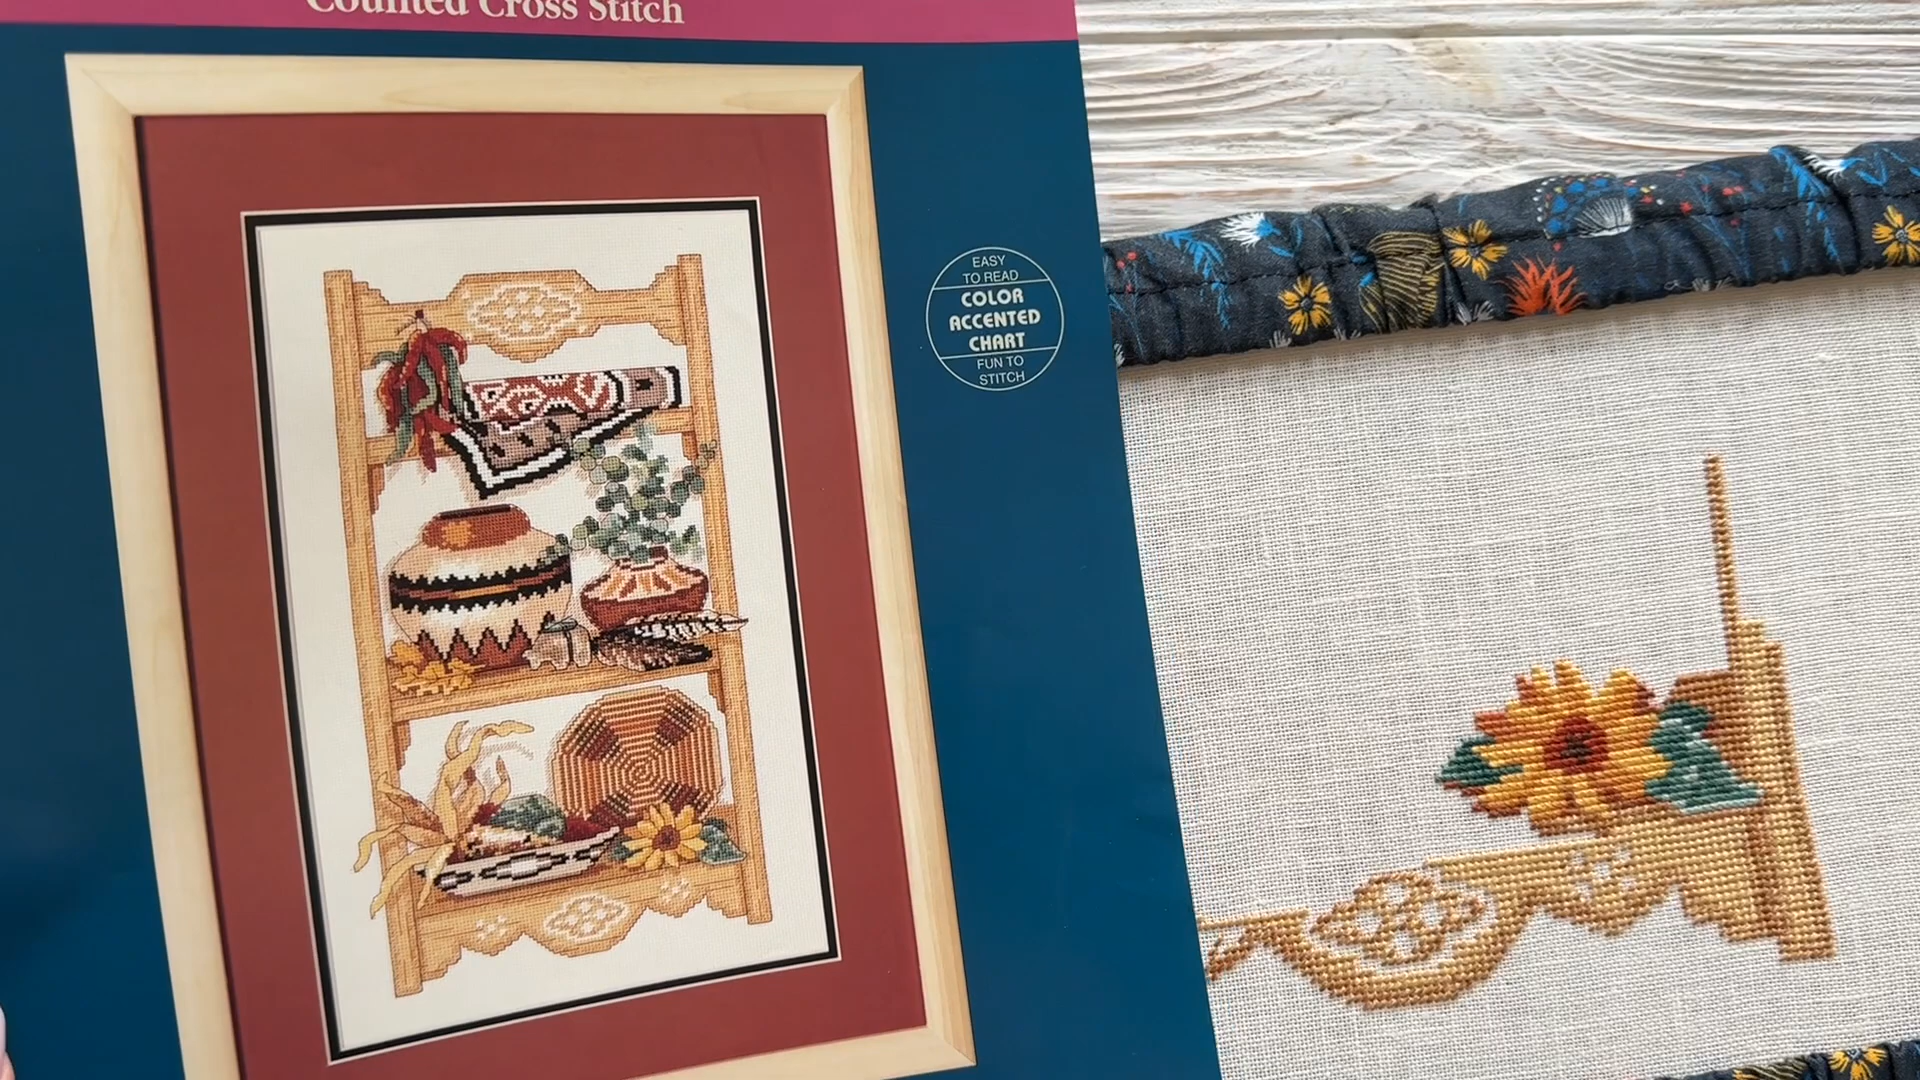 Counted Cross Stitch
EASY
TO READ
COLOR
ACCENTED
CHART
FUN TO
STITCH